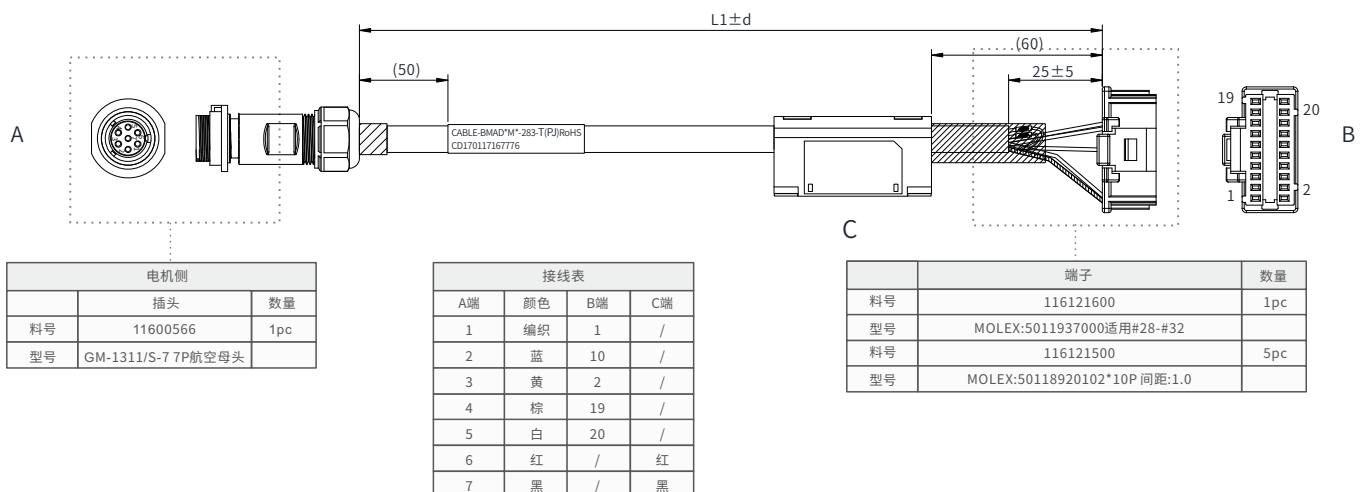 L1±d
(60)
(50)
25±5
19
20
A
CABLE-BMAD"M"-283-T(PJ)RoHS
CD170117167776
B
1
2
C
电机侧
插头 数量
料号 11600566 1pc
型号 GM-1311/S-7 7P航空母头
接线表
A端 颜色 B端 C端
1 编织 1 /
2 蓝 10 /
3 黄 2 /
4 棕 19 /
5 白 20 /
6 红 / 红
7 黑 / 黑
端子 数量
料号 116121600 1pc
型号 MOLEX:5011937000适用#28-#32
料号 116121500 5pc
型号 MOLEX:50118920102*10P 间距:1.0